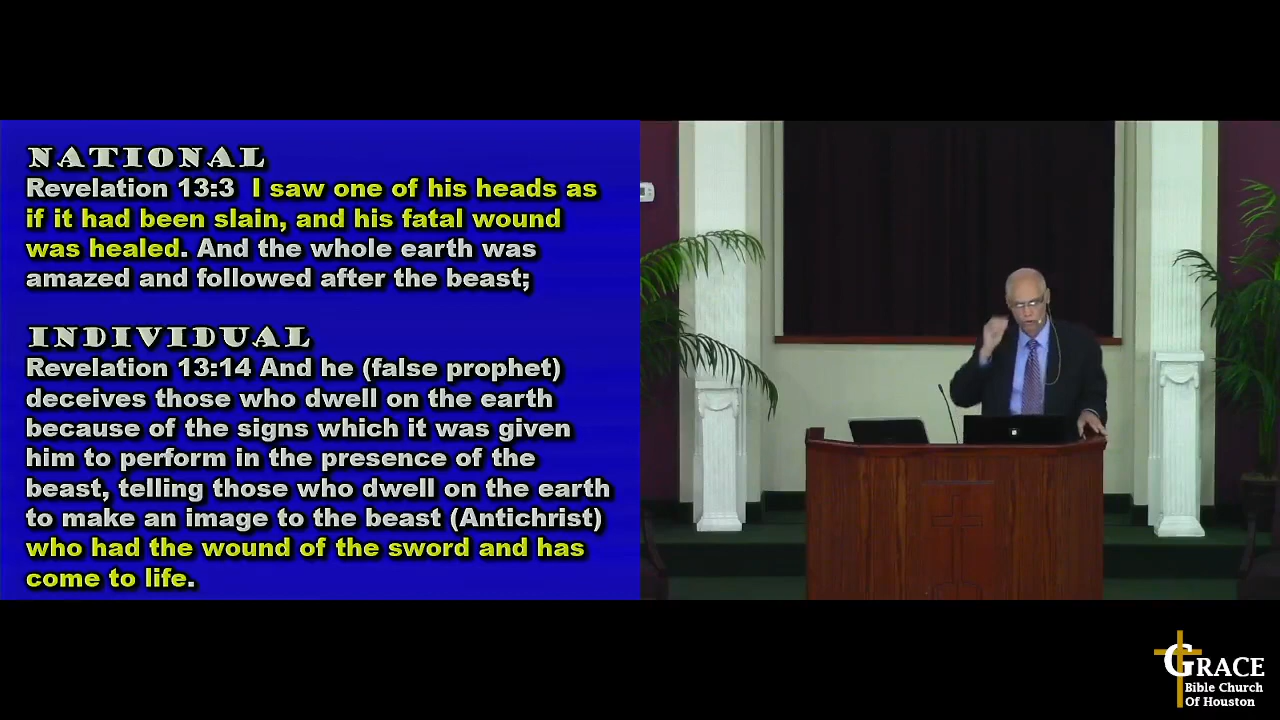 NATIONAL
Revelation 13:3 I saw one of his heads as
if it had been slain, and his fatal wound
was healed. And the whole earth was
amazed and followed after the beast;
INDIVIDUAL
Revelation 13:14 And he (false prophet)
deceives those who dwell on the earth
because of the signs which it was given
him to perform in the presence of the
beast, telling those who dwell on the earth
to make an image to the beast (Antichrist)
who had the wound of the sword and has
come to life.
GRACE
Bible Church
Of Houston